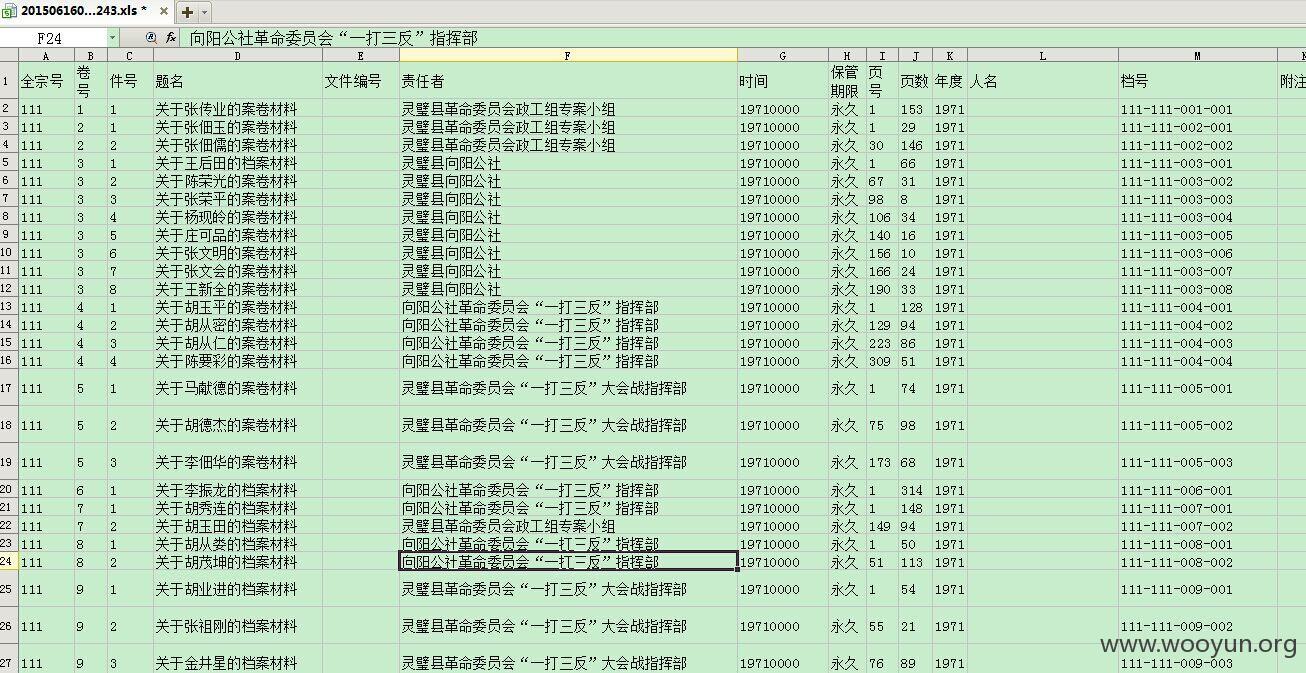 201506160...243.xls *
F24 fx 向阳公社革命委员会“一打三反”指挥部
A B C D E F G H I J K L M
1 全宗号 卷号 件号 题名 文件编号 责任者 时间 保管期限 页号 页数 年度 人名 档号 附注
2 111 1 1 关于张传业的案卷材料 灵璧县革命委员会政工组专案小组 19710000 永久 1 153 1971 111-111-001-001
3 111 2 1 关于张佃玉的案卷材料 灵璧县革命委员会政工组专案小组 19710000 永久 1 29 1971 111-111-002-001
4 111 2 2 关于张佃儒的案卷材料 灵璧县革命委员会政工组专案小组 19710000 永久 30 146 1971 111-111-002-002
5 111 3 1 关于王后田的档案材料 灵璧县向阳公社 19710000 永久 1 66 1971 111-111-003-001
6 111 3 2 关于陈荣光的案卷材料 灵璧县向阳公社 19710000 永久 67 31 1971 111-111-003-002
7 111 3 3 关于张荣平的案卷材料 灵璧县向阳公社 19710000 永久 98 8 1971 111-111-003-003
8 111 3 4 关于杨现皊的案卷材料 灵璧县向阳公社 19710000 永久 106 34 1971 111-111-003-004
9 111 3 5 关于庄可品的案卷材料 灵璧县向阳公社 19710000 永久 140 16 1971 111-111-003-005
10 111 3 6 关于张文明的案卷材料 灵璧县向阳公社 19710000 永久 156 10 1971 111-111-003-006
11 111 3 7 关于张文会的案卷材料 灵璧县向阳公社 19710000 永久 166 24 1971 111-111-003-007
12 111 3 8 关于王新全的案卷材料 灵璧县向阳公社 19710000 永久 190 33 1971 111-111-003-008
13 111 4 1 关于胡玉平的案卷材料 向阳公社革命委员会“一打三反”指挥部 19710000 永久 1 128 1971 111-111-004-001
14 111 4 2 关于胡从密的案卷材料 向阳公社革命委员会“一打三反”指挥部 19710000 永久 129 94 1971 111-111-004-002
15 111 4 3 关于胡从仁的案卷材料 向阳公社革命委员会“一打三反”指挥部 19710000 永久 223 86 1971 111-111-004-003
16 111 4 4 关于陈要彩的案卷材料 向阳公社革命委员会“一打三反”指挥部 19710000 永久 309 51 1971 111-111-004-004
17 111 5 1 关于马献德的案卷材料 灵璧县革命委员会“一打三反”大会战指挥部 19710000 永久 1 74 1971 111-111-005-001
18 111 5 2 关于胡德杰的案卷材料 灵璧县革命委员会“一打三反”大会战指挥部 19710000 永久 75 98 1971 111-111-005-002
19 111 5 3 关于李佃华的案卷材料 灵璧县革命委员会“一打三反”大会战指挥部 19710000 永久 173 68 1971 111-111-005-003
20 111 6 1 关于李振龙的档案材料 向阳公社革命委员会“一打三反”指挥部 19710000 永久 1 314 1971 111-111-006-001
21 111 7 1 关于胡秀连的档案材料 向阳公社革命委员会“一打三反”指挥部 19710000 永久 1 148 1971 111-111-007-001
22 111 7 2 关于胡玉田的档案材料 灵璧县革命委员会政工组专案小组 19710000 永久 149 94 1971 111-111-007-002
23 111 8 1 关于胡从娄的档案材料 向阳公社革命委员会“一打三反”指挥部 19710000 永久 1 50 1971 111-111-008-001
24 111 8 2 关于胡茂坤的档案材料 向阳公社革命委员会“一打三反”指挥部 19710000 永久 51 113 1971 111-111-008-002
25 111 9 1 关于胡业进的档案材料 灵璧县革命委员会“一打三反”大会战指挥部 19710000 永久 1 54 1971 111-111-009-001
26 111 9 2 关于张祖刚的档案材料 灵璧县革命委员会“一打三反”大会战指挥部 19710000 永久 55 21 1971 111-111-009-002
27 111 9 3 关于金井星的档案材料 灵璧县革命委员会“一打三反”大会战指挥部 19710000 永久 76 89 1971 111-111-009-003
www.wooyun.org